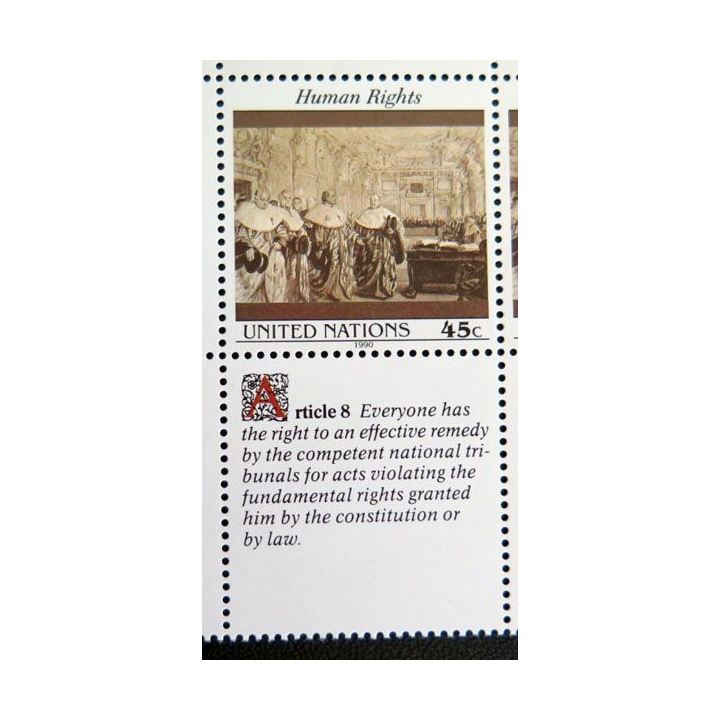 Human Rights
UNITED NATIONS 45c
1990
Article 8 Everyone has
the right to an effective remedy
by the competent national tri-
bunals for acts violating the
fundamental rights granted
him by the constitution or
by law.